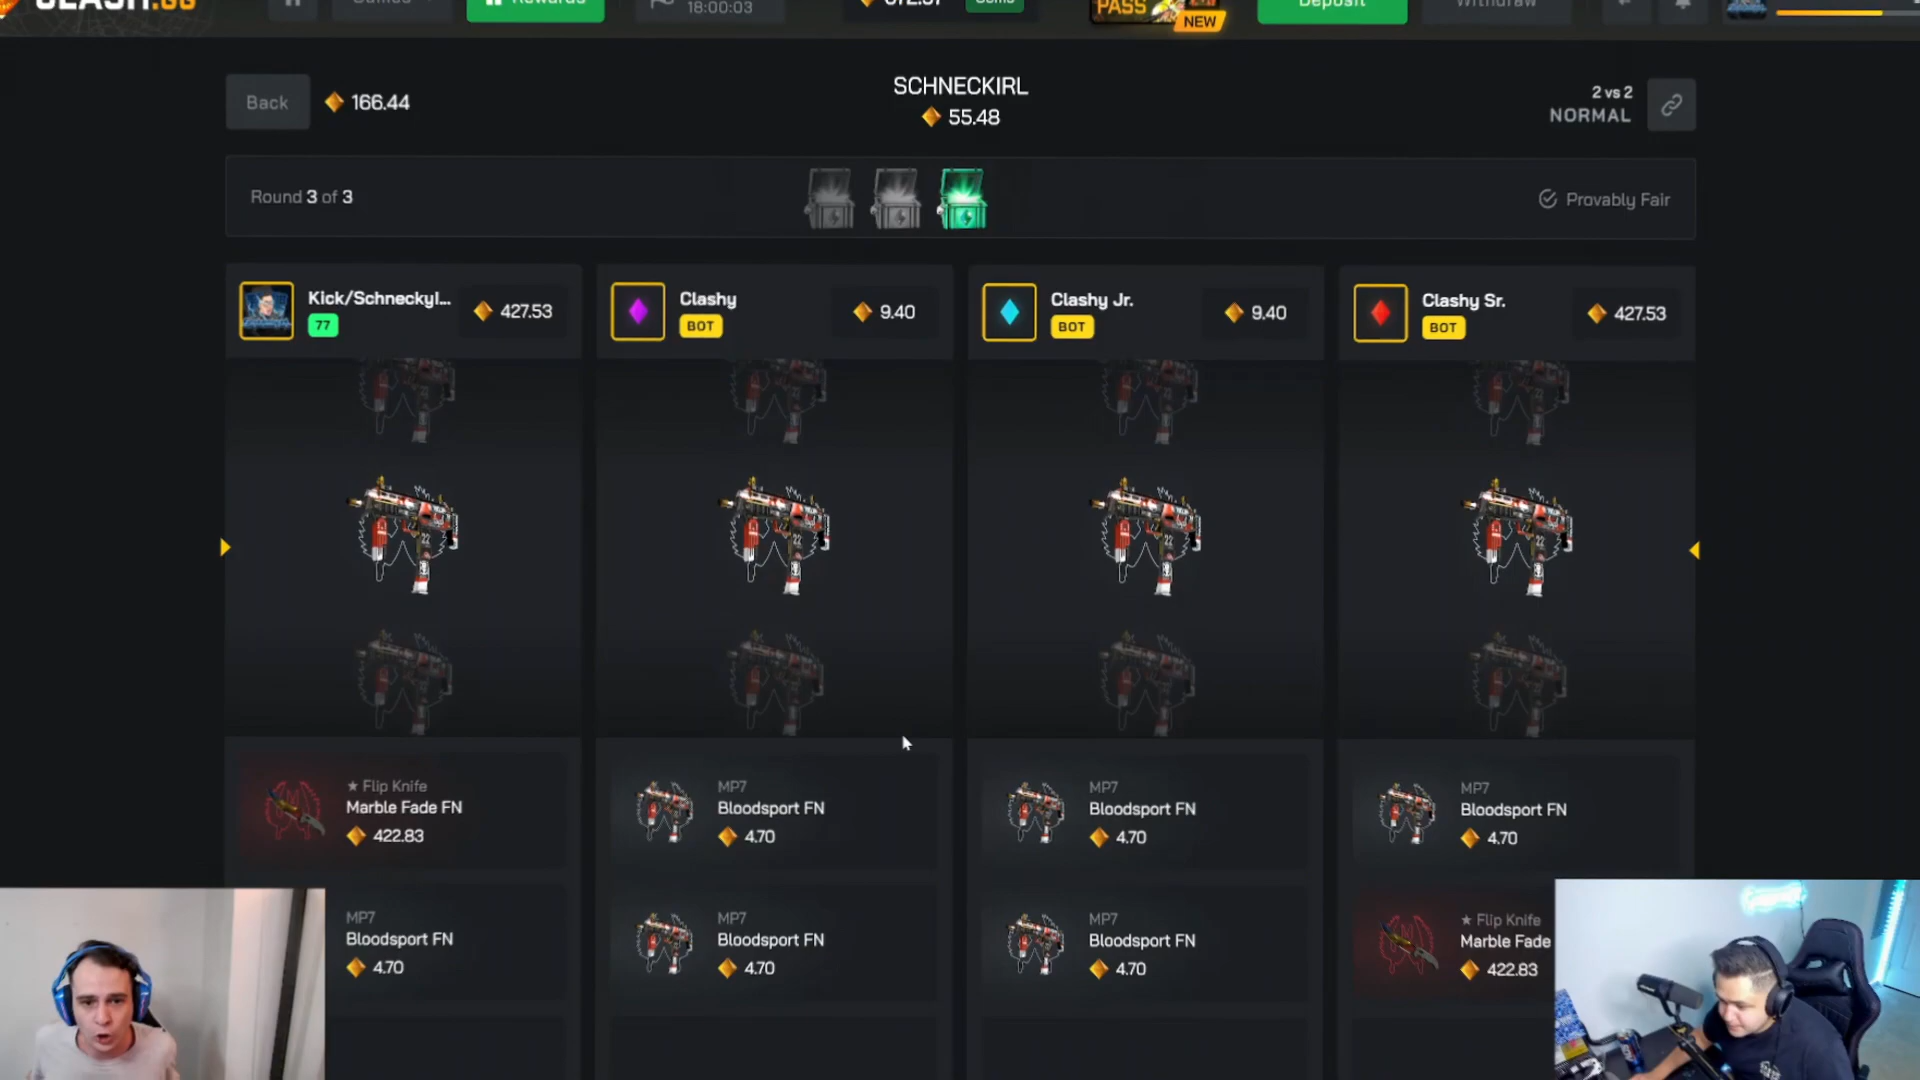 CLASH.GG
Rewards
18:00:03
PASS
NEW
Deposit
Withdraw
Back
166.44
SCHNECKIRL
55.48
2 vs 2
NORMAL
Round 3 of 3
Provably Fair
Kick/Schneckyl...
77
427.53
Clashy
BOT
9.40
Clashy Jr.
BOT
9.40
Clashy Sr.
BOT
427.53
★ Flip Knife
Marble Fade FN
422.83
MP7
Bloodsport FN
4.70
MP7
Bloodsport FN
4.70
MP7
Bloodsport FN
4.70
MP7
Bloodsport FN
4.70
MP7
Bloodsport FN
4.70
MP7
Bloodsport FN
4.70
★ Flip Knife
Marble Fade
422.83